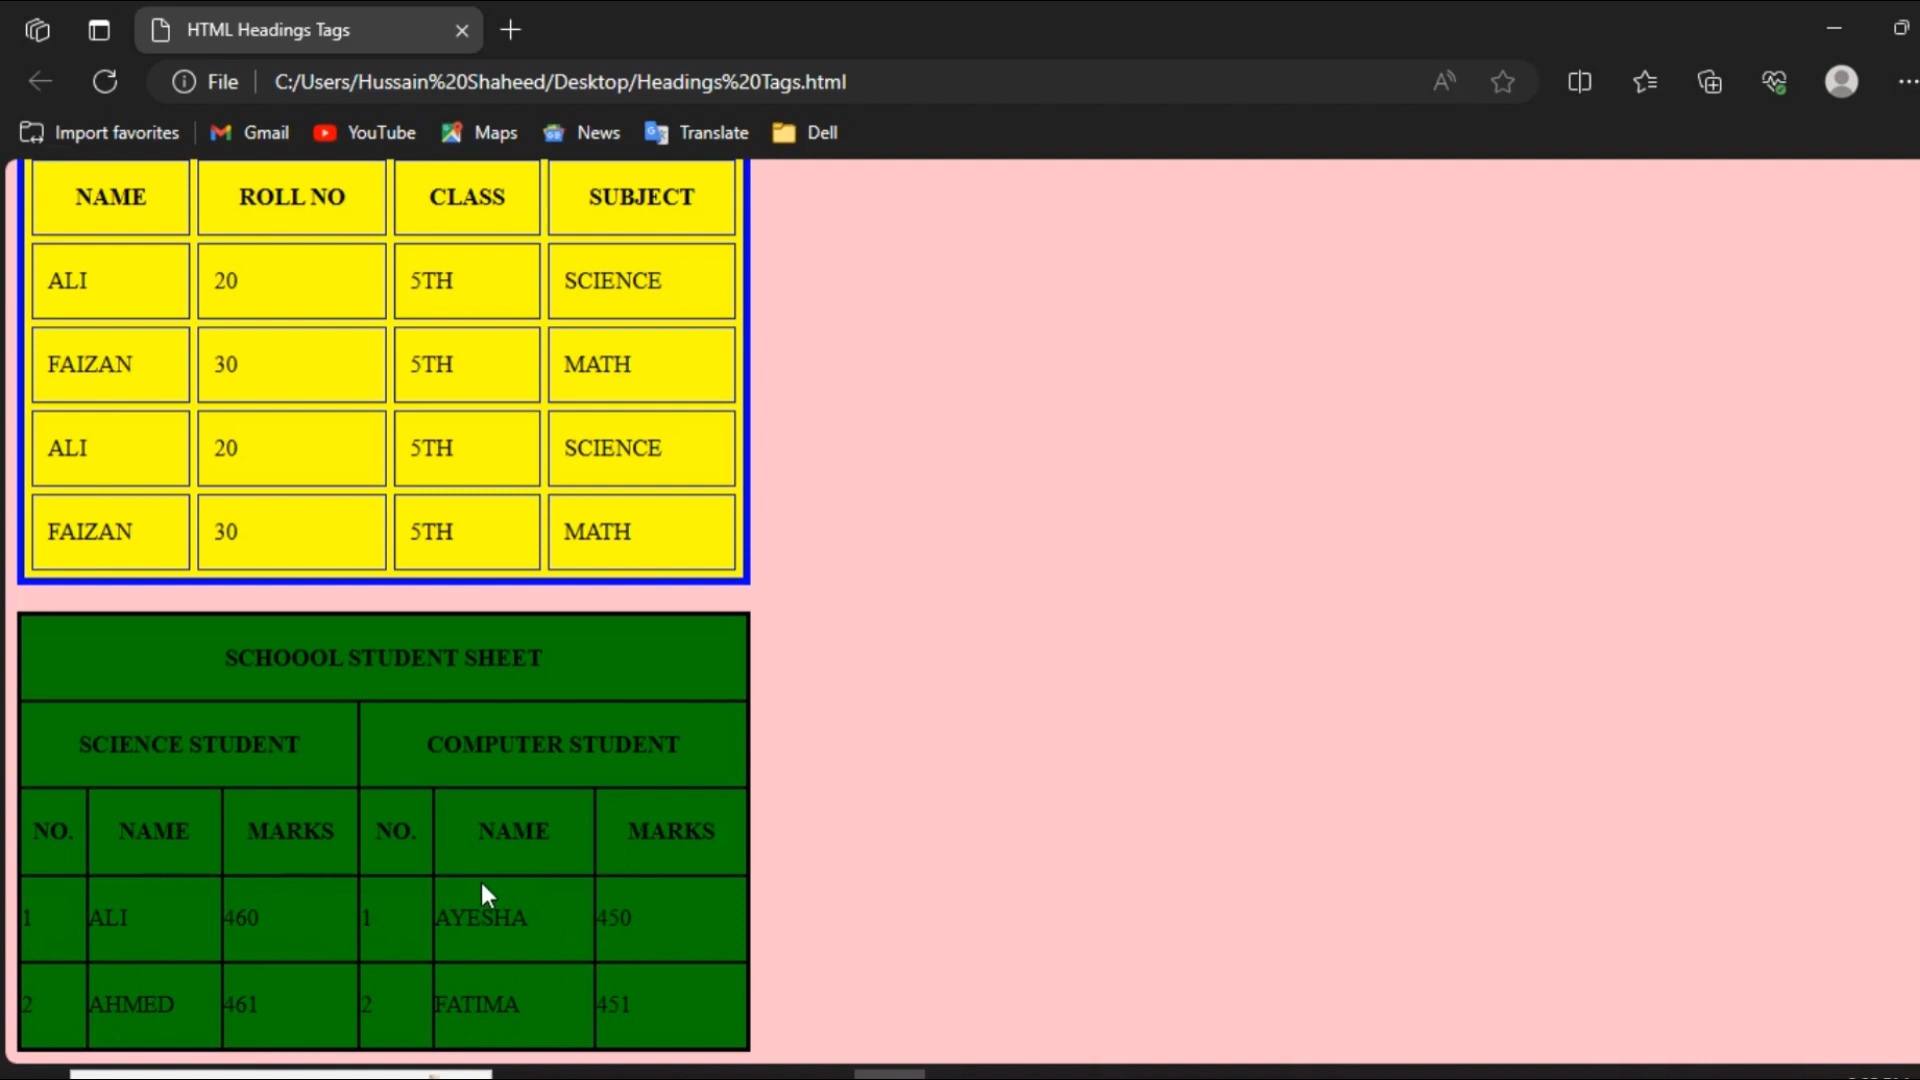 HTML Headings Tags
File C:/Users/Hussain%20Shaheed/Desktop/Headings%20Tags.html
Import favorites Gmail YouTube Maps News Translate Dell
NAME ROLL NO CLASS SUBJECT
ALI 20 5TH SCIENCE
FAIZAN 30 5TH MATH
ALI 20 5TH SCIENCE
FAIZAN 30 5TH MATH
SCHOOOL STUDENT SHEET
SCIENCE STUDENT COMPUTER STUDENT
NO. NAME MARKS NO. NAME MARKS
1 ALI 460 1 AYESHA 450
2 AHMED 461 2 FATIMA 451